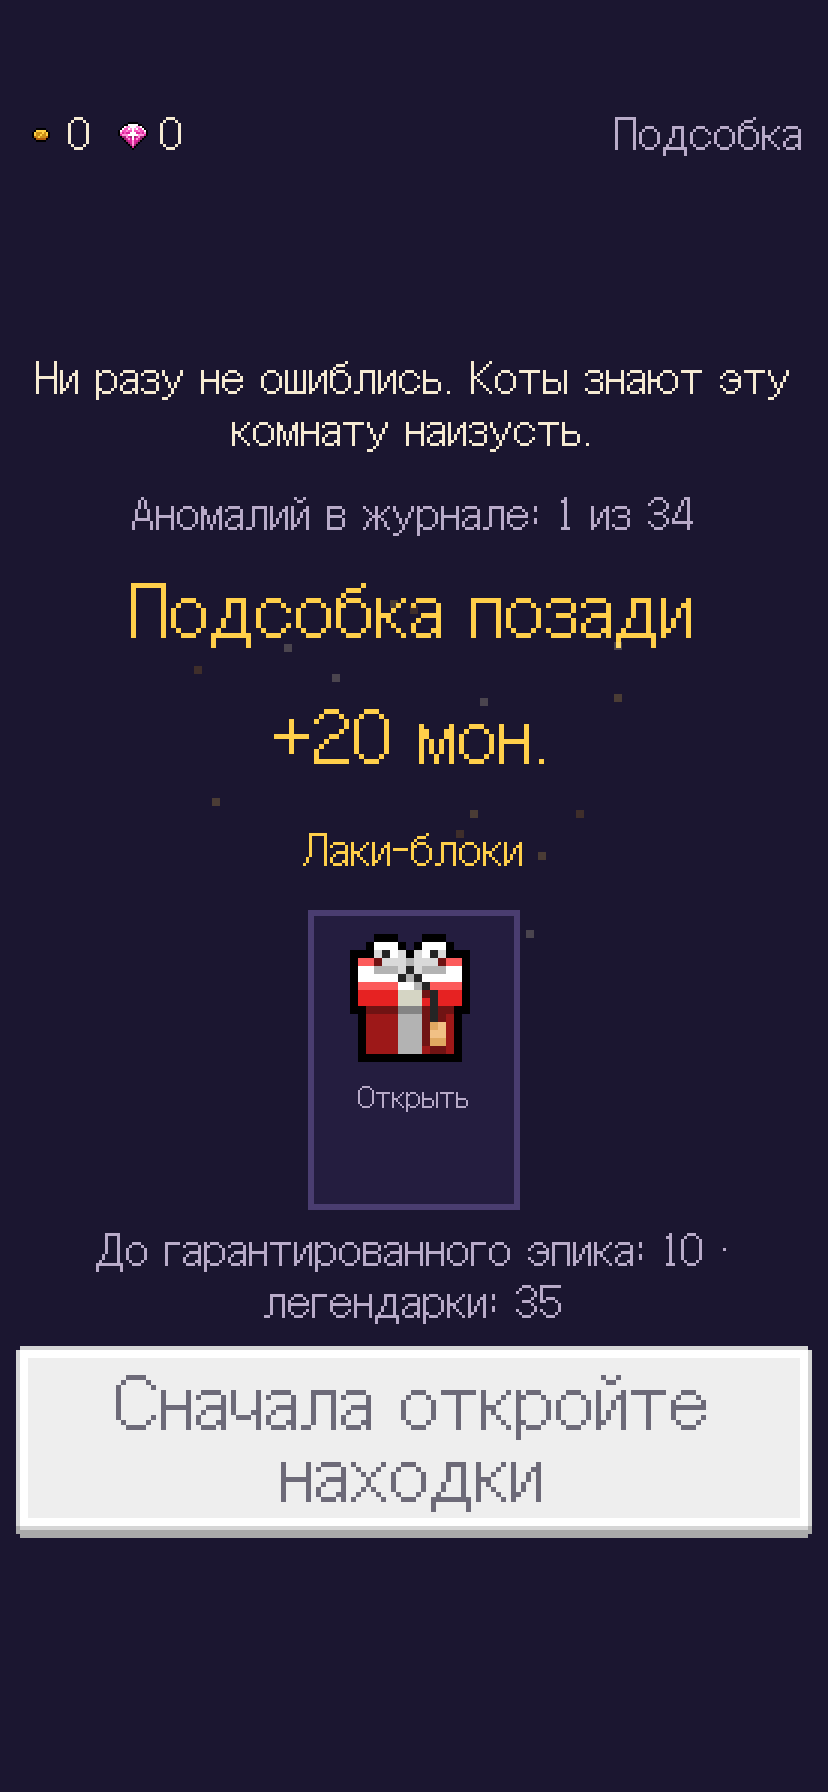 0 0 Подсобка
Ни разу не ошиблись. Коты знают эту
комнату наизусть.
Аномалий в журнале: 1 из 34
Подсобка позади
+20 мон.
Лаки-блоки
Открыть
До гарантированного эпика: 10 ·
легендарки: 35
Сначала откройте
находки